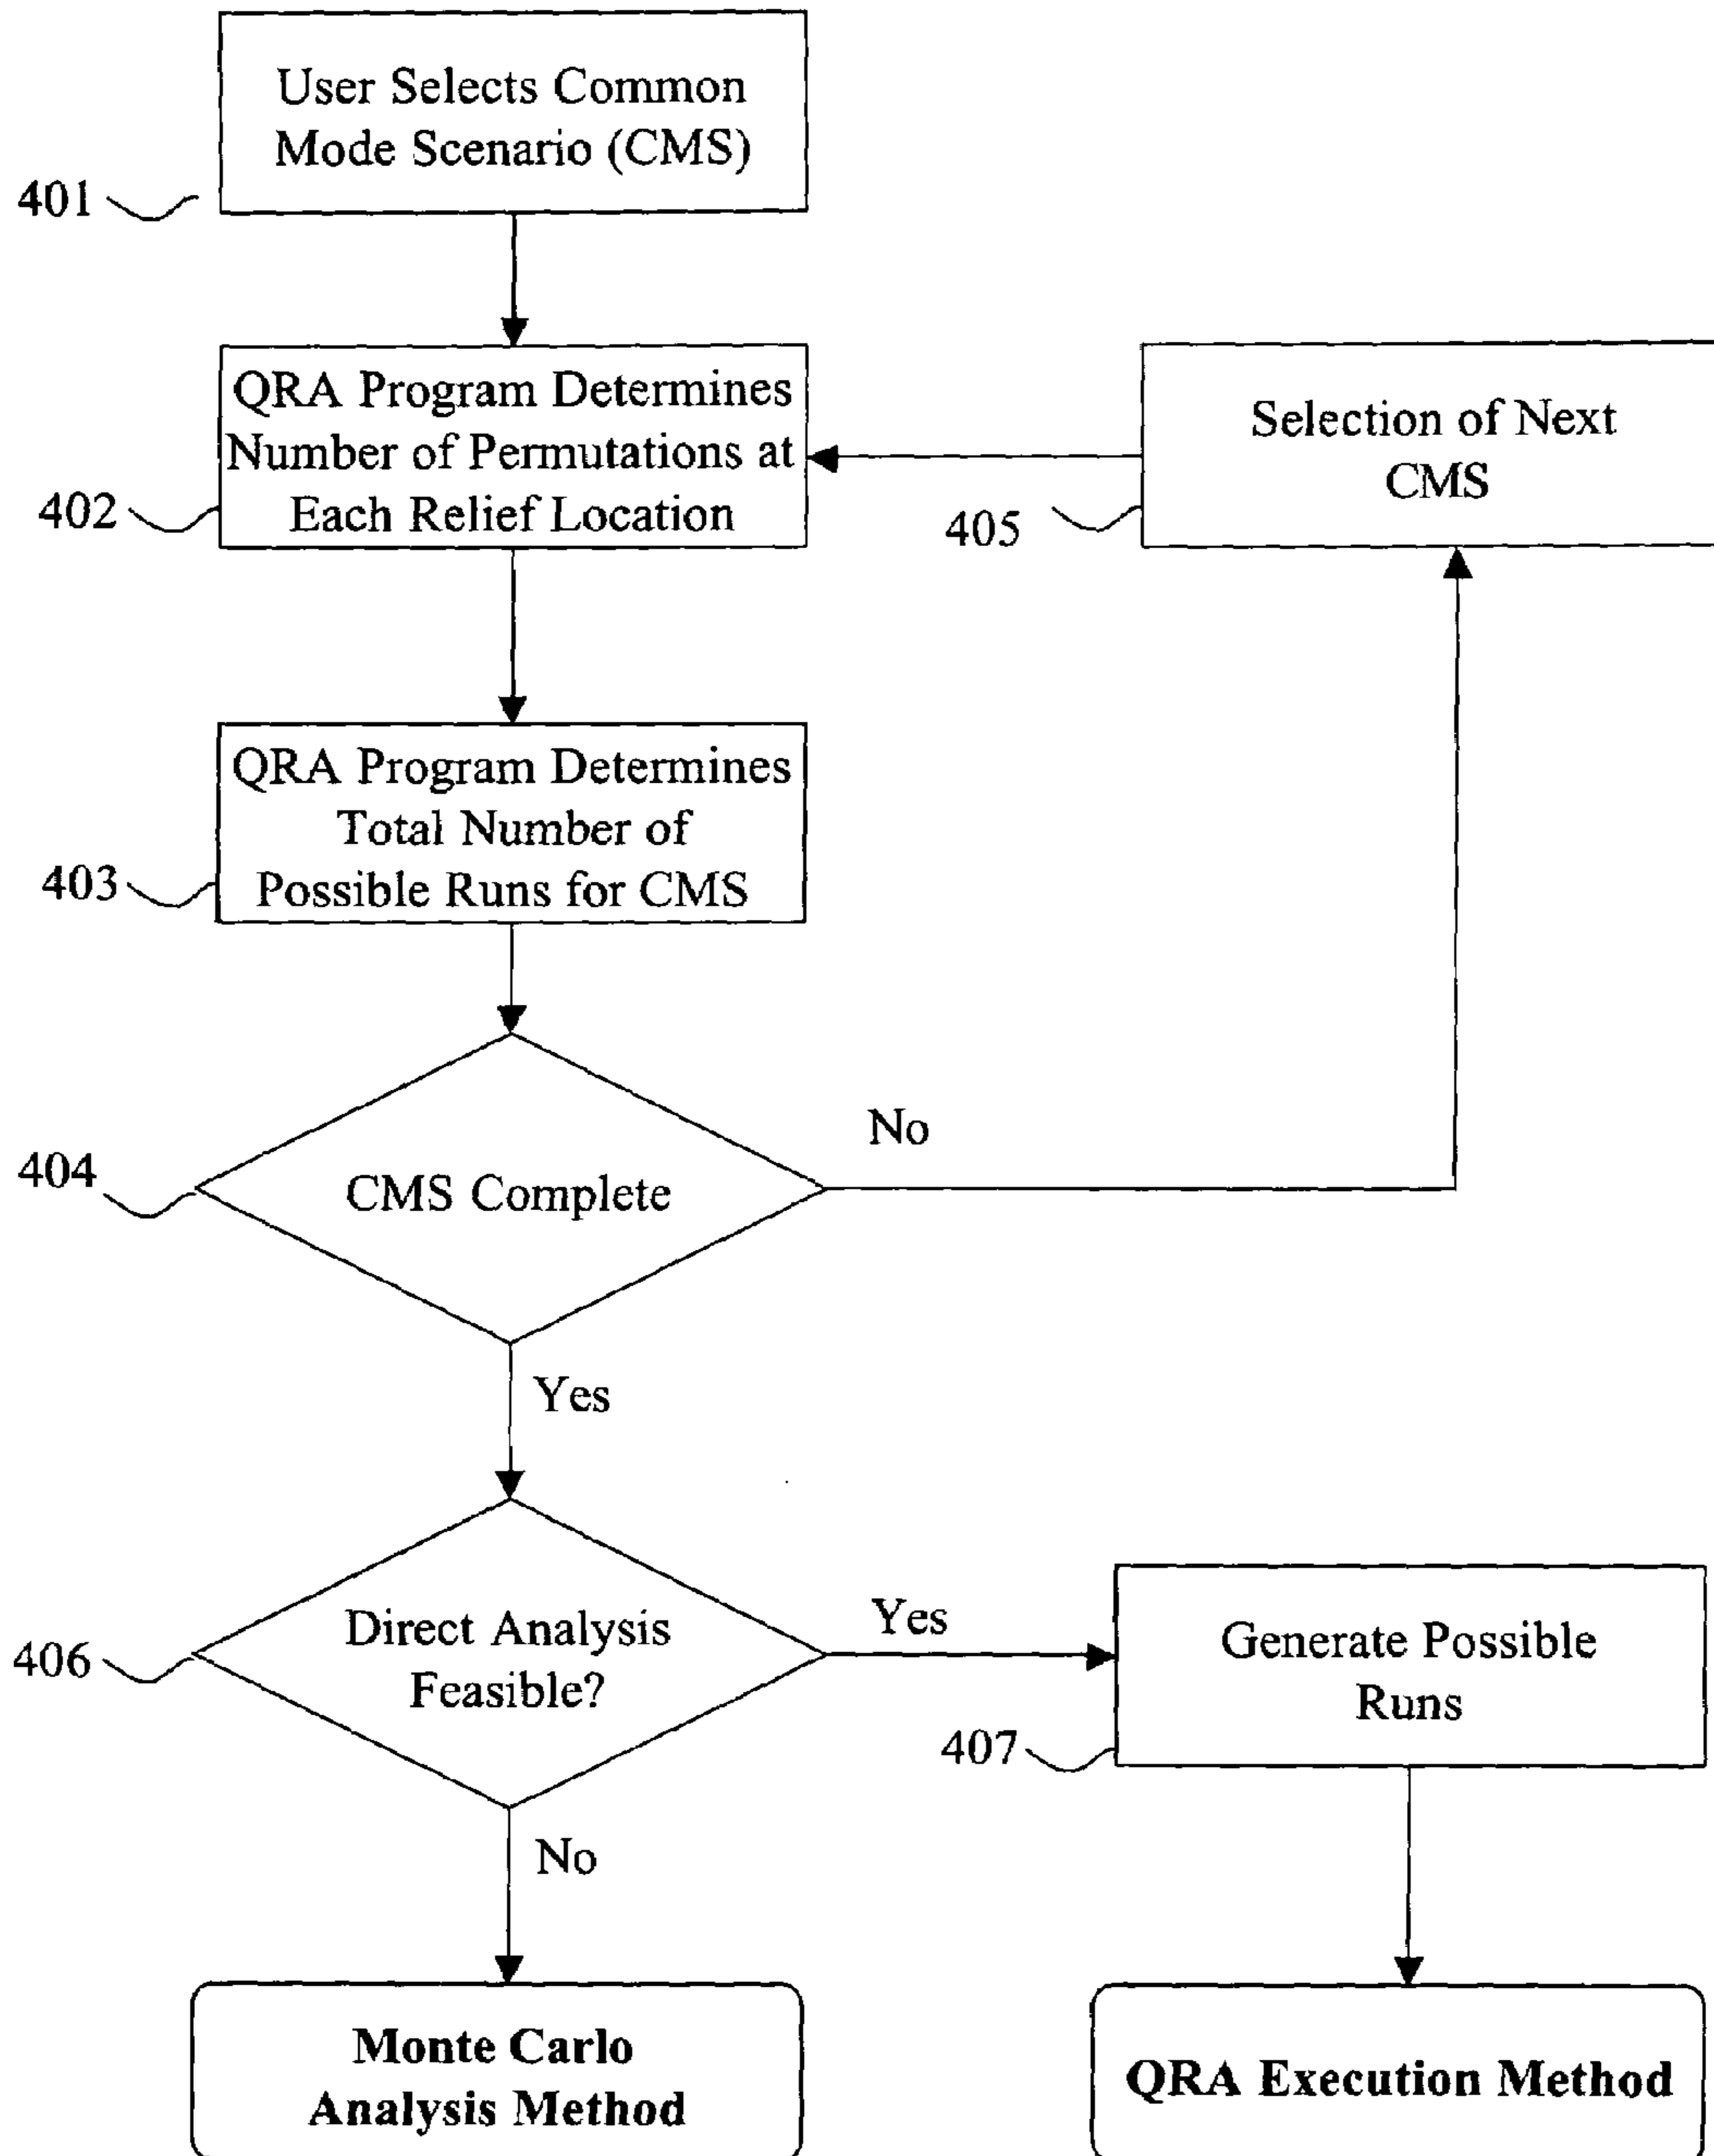 User Selects Common
Mode Scenario (CMS)
401
QRA Program Determines
Number of Permutations at
Each Relief Location
402
Selection of Next
CMS
405
QRA Program Determines
Total Number of
Possible Runs for CMS
403
No
404
CMS Complete
Yes
Direct Analysis
Feasible?
406
Yes
Generate Possible
Runs
407
No
Monte Carlo
Analysis Method
QRA Execution Method